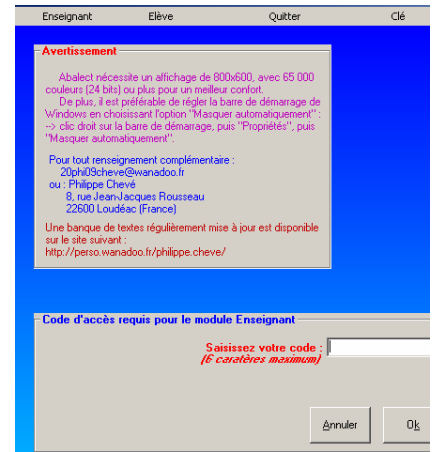 Enseignant Elève Quitter Clé
Avertissement
Abalect nécessite un affichage de 800x600, avec 65 000
couleurs (24 bits) ou plus pour un meilleur confort.
De plus, il est préférable de régler la barre de démarrage de
Windows en choisissant l'option "Masquer automatiquement" :
--> clic droit sur la barre de démarrage, puis "Propriétés", puis
"Masquer automatiquement".
Pour tout renseignement complémentaire :
20phi09cheve@wanadoo.fr
ou : Philippe Chevé
8, rue Jean-Jacques Rousseau
22600 Loudéac (France)
Une banque de textes régulièrement mise à jour est disponible
sur le site suivant :
http://perso.wanadoo.fr/philippe.cheve/
Code d'accès requis pour le module Enseignant
Saisissez votre code :
(6 caratères maximum)
Annuler Ok